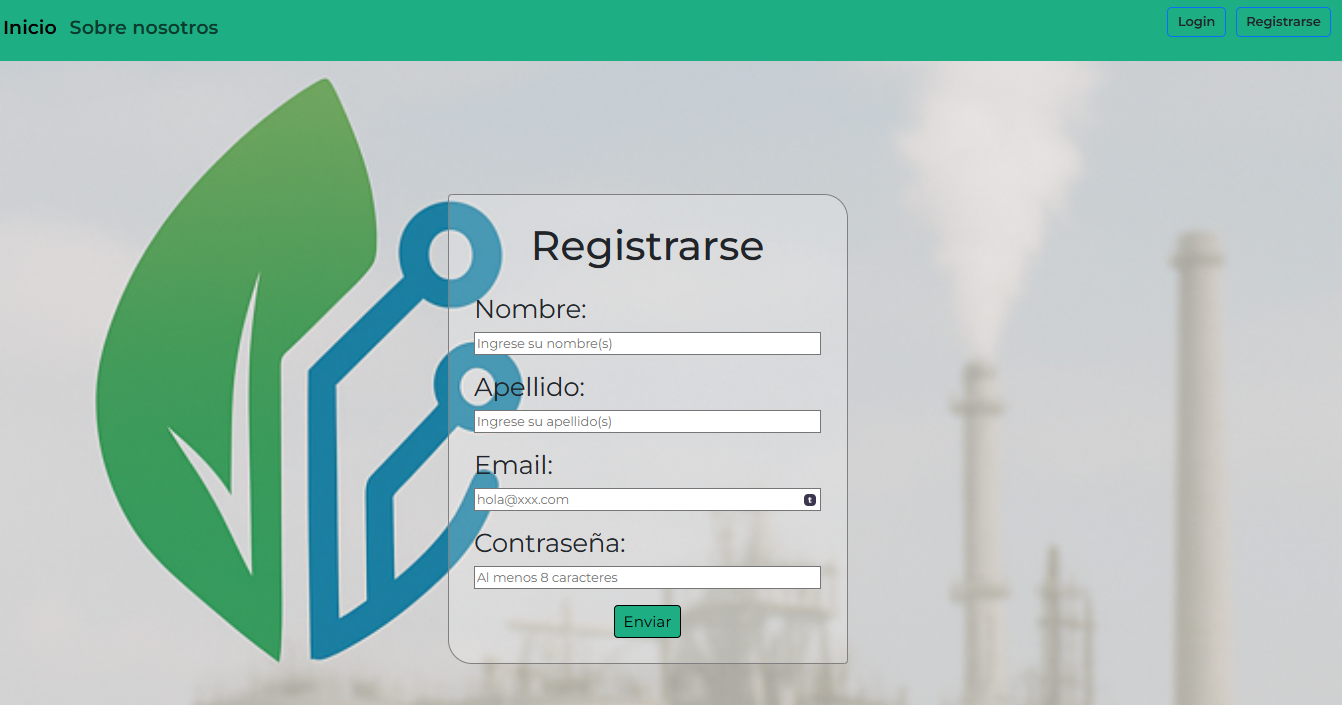 Inicio Sobre nosotros Login Registrarse
Registrarse
Nombre:
Ingrese su nombre(s)
Apellido:
Ingrese su apellido(s)
Email:
hola@xxx.com t
Contraseña:
Al menos 8 caracteres
Enviar